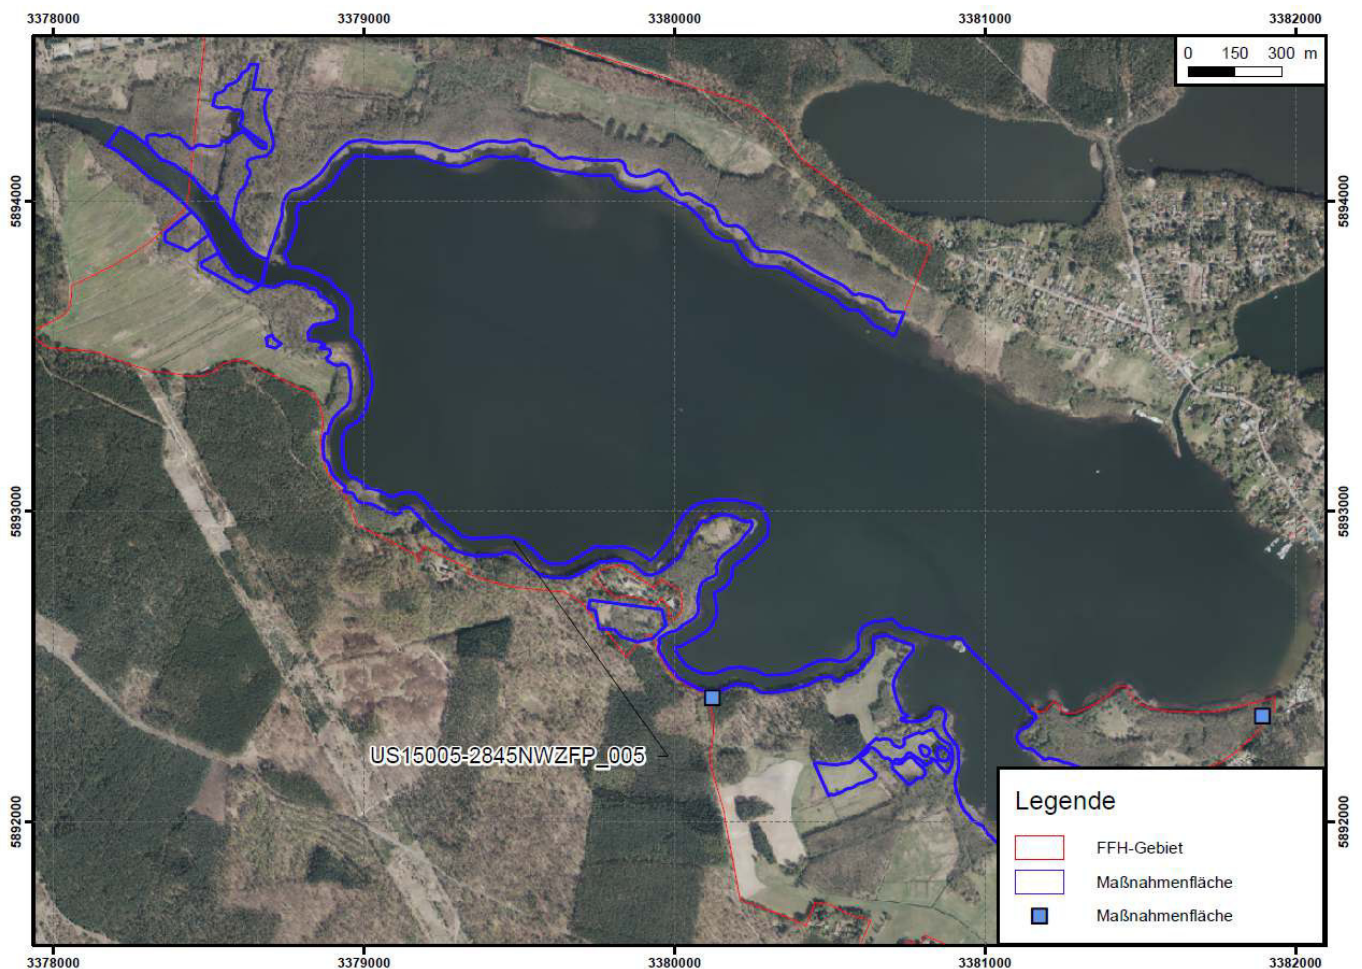 3378000 3379000 3380000 3381000 3382000
0 150 300 m
5894000 5894000
5893000 5893000
US15005-2845NWZFP_005
5892000 5892000
Legende
FFH-Gebiet
Maßnahmenfläche
Maßnahmenfläche
3378000 3379000 3380000 3381000 3382000